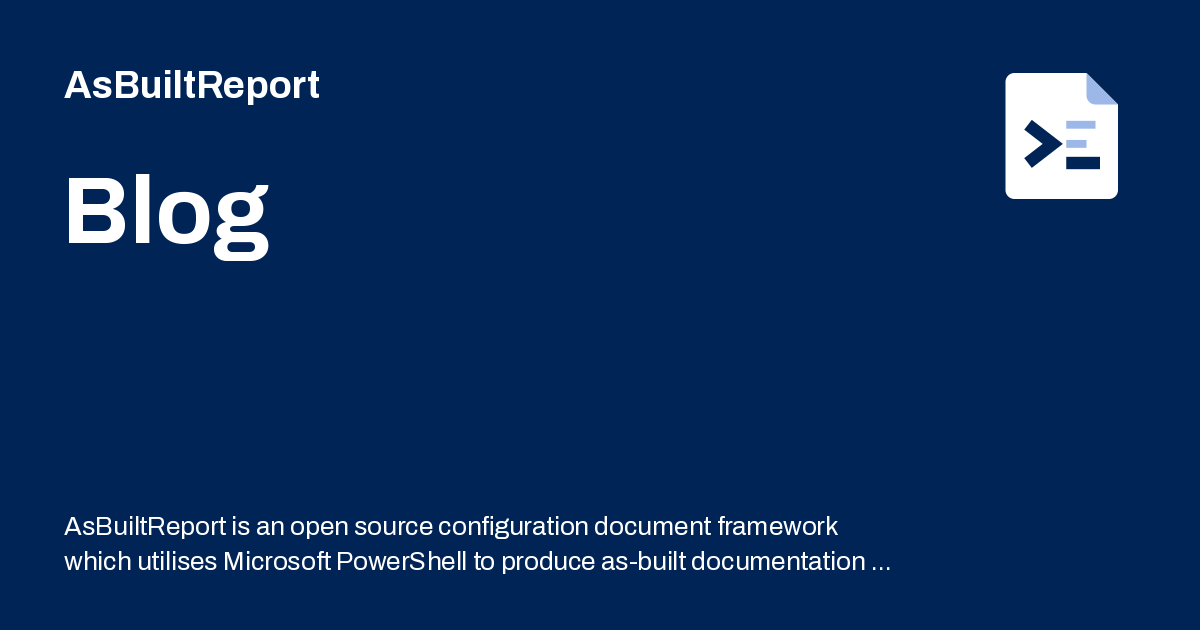 AsBuiltReport
Blog
AsBuiltReport is an open source configuration document framework
which utilises Microsoft PowerShell to produce as-built documentation ...